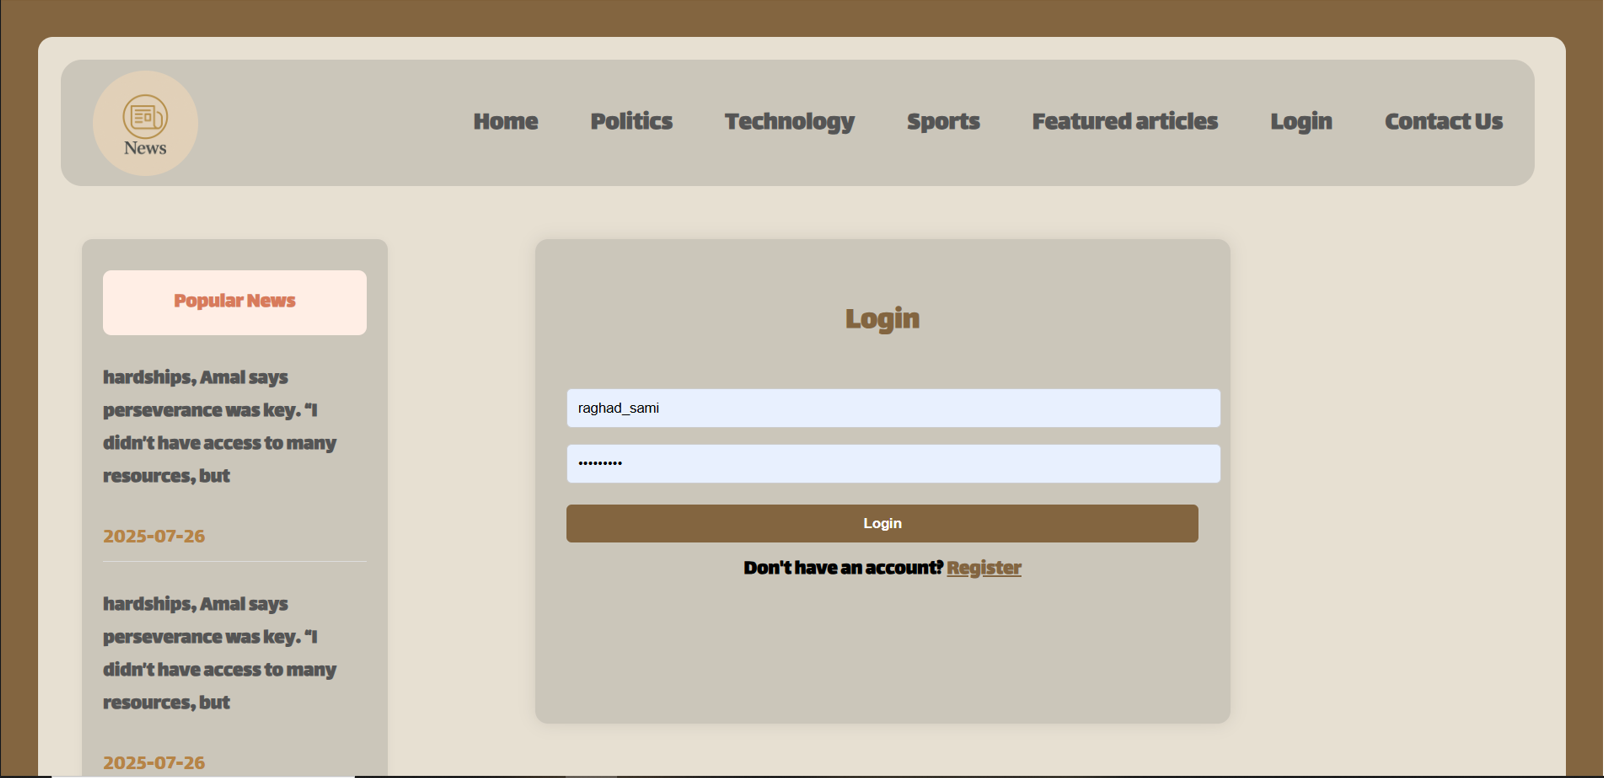 News
Home Politics Technology Sports Featured articles Login Contact Us
Popular News
hardships, Amal says
perseverance was key. “I
didn’t have access to many
resources, but
2025-07-26
hardships, Amal says
perseverance was key. “I
didn’t have access to many
resources, but
2025-07-26
Login
raghad_sami
•••••••••
Login
Don't have an account? Register